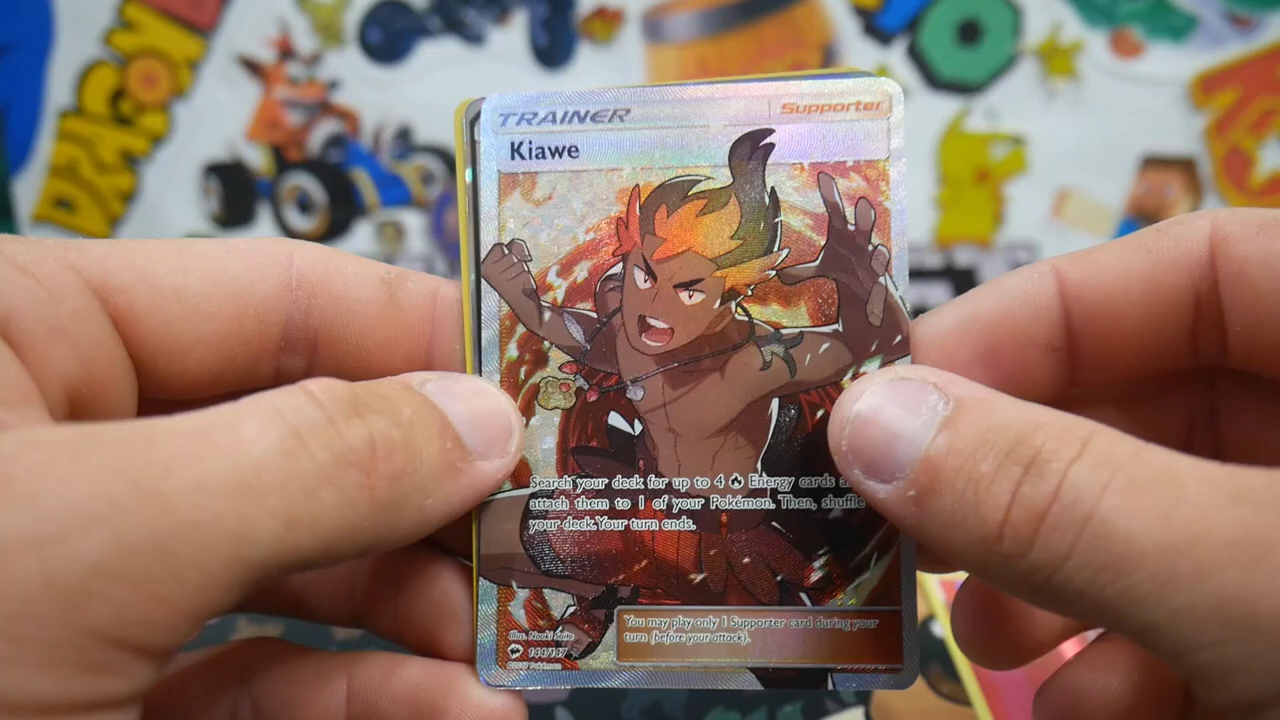 TRAINER
Supporter
Kiawe
Search your deck for up to 4 Energy cards
attach them to 1 of your Pokémon. Then, shuffle
your deck. Your turn ends.
You may play only 1 Supporter card during your
turn (before your attack).
Illus. Naoki Saito
144/147
©2017 Pokémon